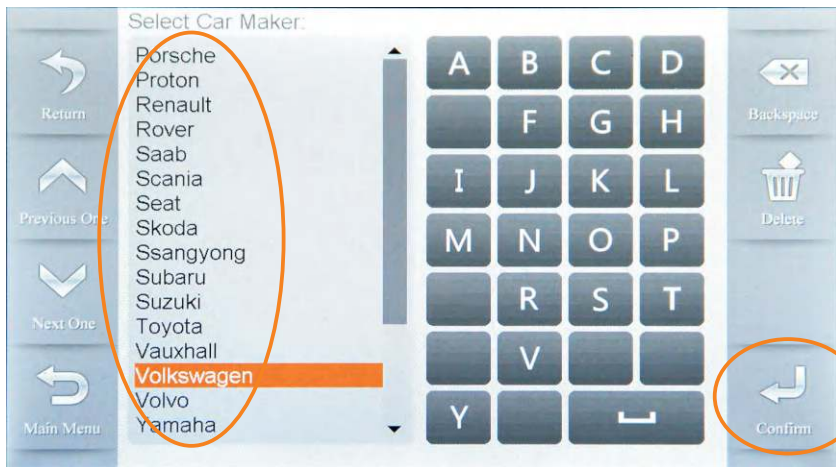 Select Car Maker:
Porsche
Proton
Renault
Rover
Saab
Scania
Seat
Skoda
Ssangyong
Subaru
Suzuki
Toyota
Vauxhall
Volkswagen
Volvo
Yamaha
Return
Previous One
Next One
Main Menu
A B C D
F G H
I J K L
M N O P
R S T
V
Y
Backspace
Delete
Confirm